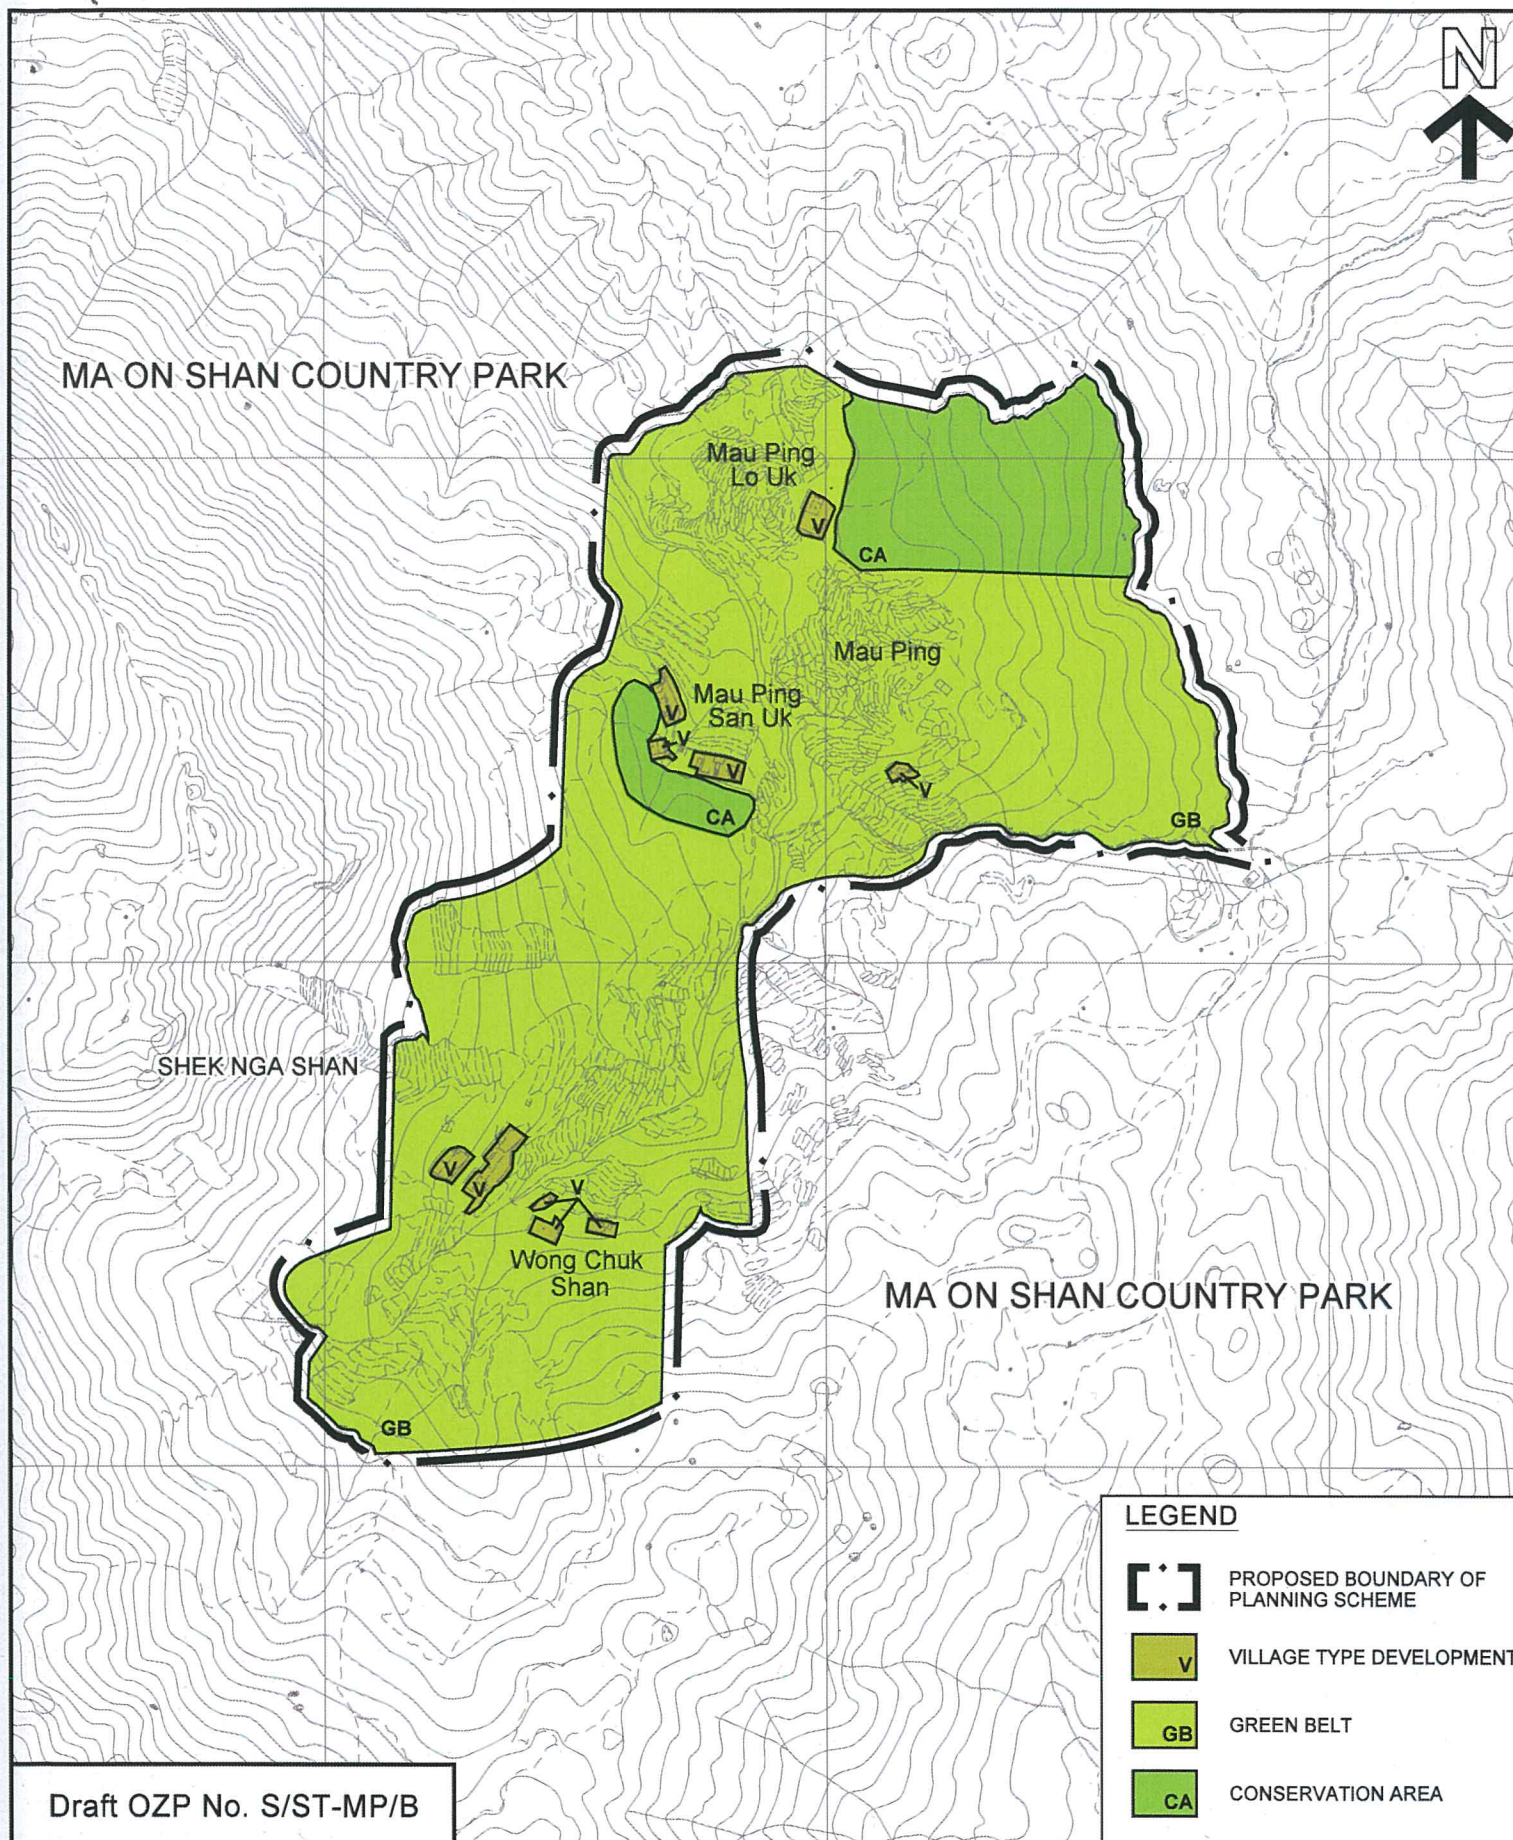 N
MA ON SHAN COUNTRY PARK
Mau Ping
Lo Uk
V
CA
Mau Ping
Mau Ping
San Uk
V
V
V
V
CA
GB
SHEK NGA SHAN
V
V
V
Wong Chuk
Shan
MA ON SHAN COUNTRY PARK
GB
LEGEND
PROPOSED BOUNDARY OF
PLANNING SCHEME
V
VILLAGE TYPE DEVELOPMENT
GB
GREEN BELT
CA
CONSERVATION AREA
Draft OZP No. S/ST-MP/B